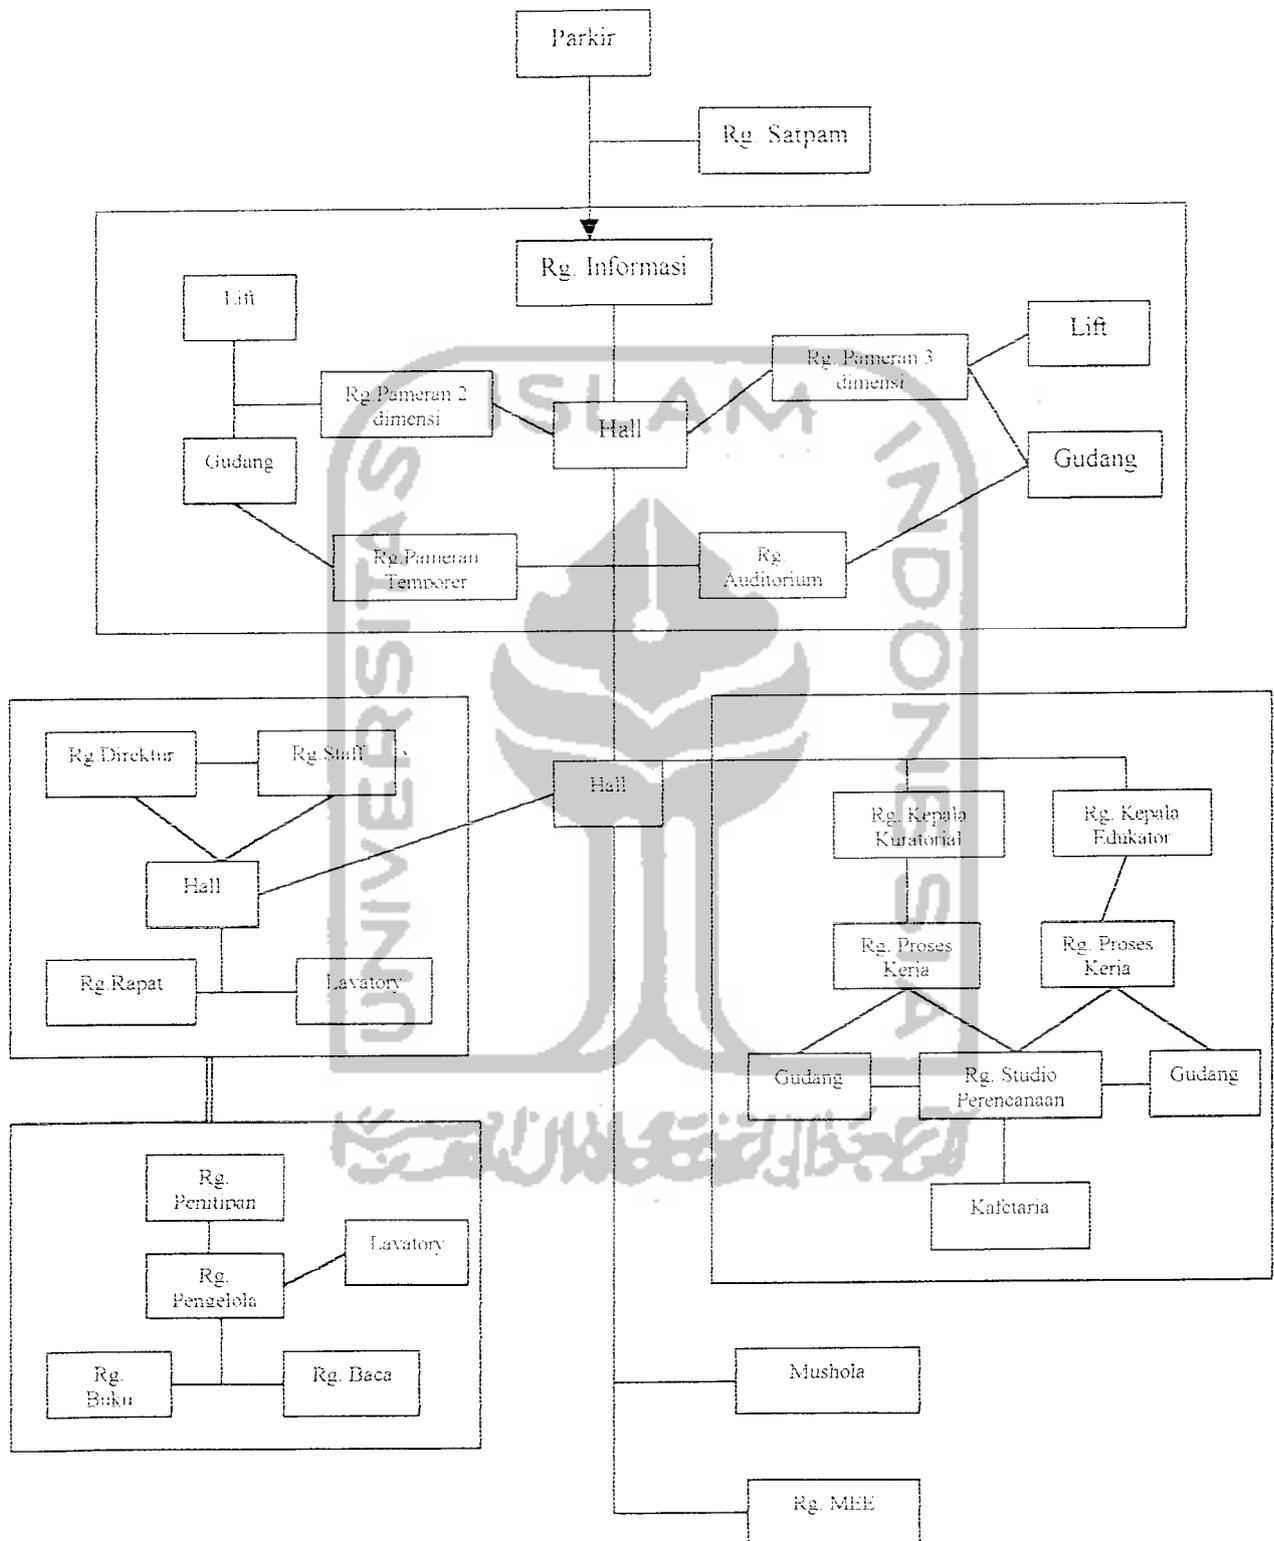 Parkir
Rg. Satpam
Rg. Informasi
Lift
Lift
Rg. Pameran 3
dimensi
Rg.Pameran 2
dimensi
Hall
Gudang
Gudang
Rg.Pameran
Temporer
Rg.
Auditorium
Rg.Direktur
Rg.Staff
Hall
Rg. Kepala
Kuratorial
Rg. Kepala
Edukator
Hall
Rg. Proses
Kerja
Rg. Proses
Kerja
Rg.Rapat
Lavatory
Gudang
Rg. Studio
Perencanaan
Gudang
Rg.
Penitipan
Kafetaria
Lavatory
Rg.
Pengelola
Rg.
Buku
Rg. Baca
Mushola
Rg. MEE
UNIVERSITAS
ISLAM
INDONESIA